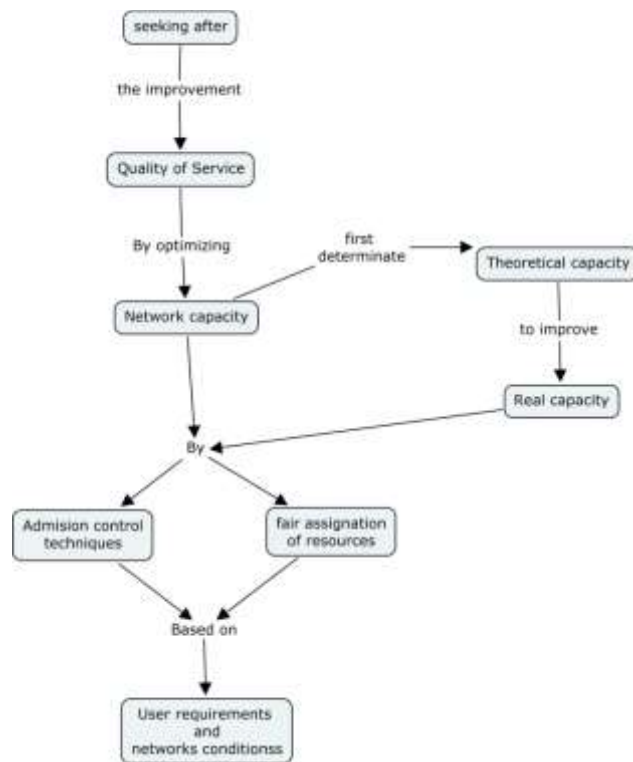 seeking after
the improvement
Quality of Service
By optimizing
first
determinate
Theoretical capacity
Network capacity
to improve
Real capacity
By
Admision control
techniques
fair assignation
of resources
Based on
User requirements
and
networks conditionss